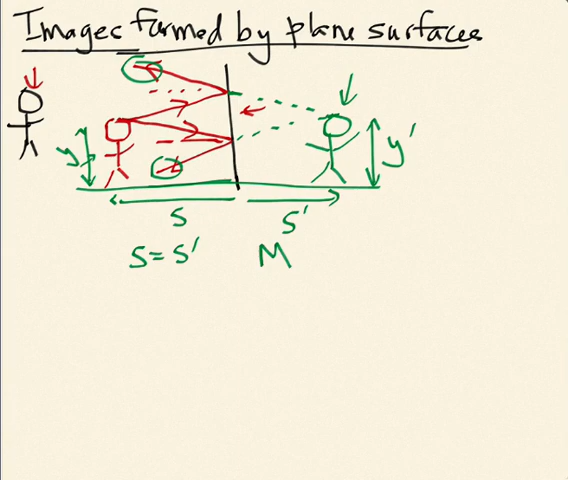 Images formed by plane surfaces
y
y'
S
S'
S = S'
M